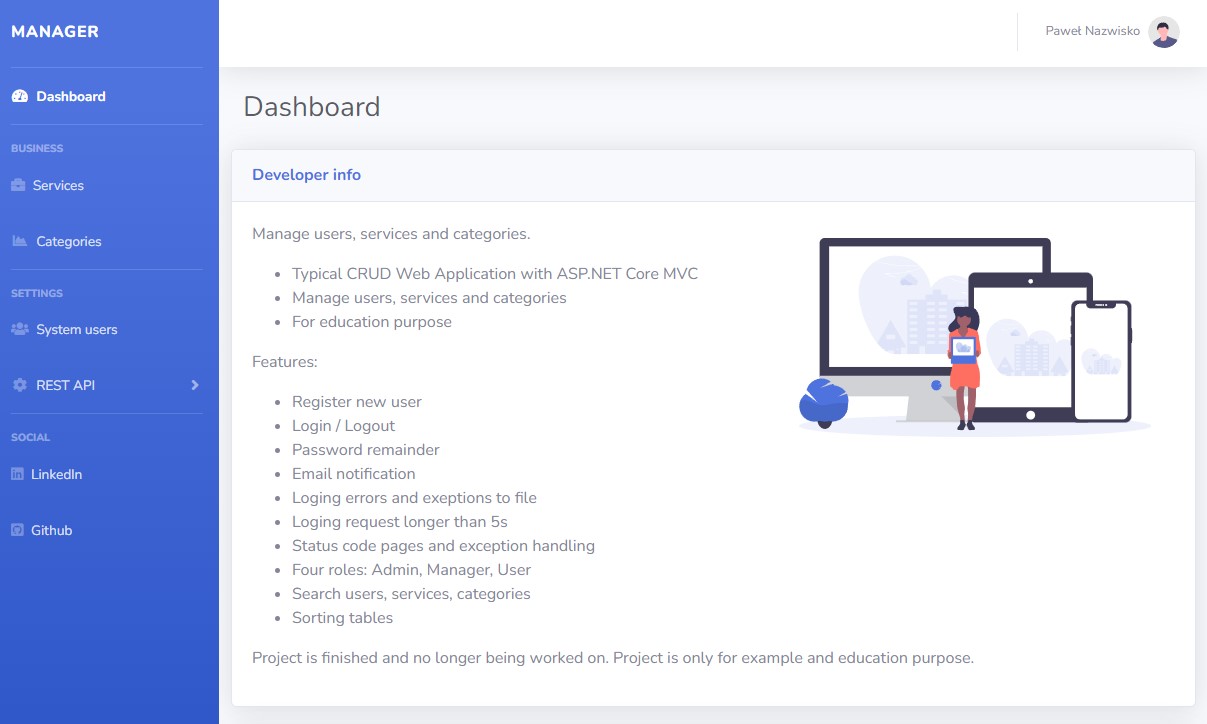 MANAGER
Paweł Nazwisko
Dashboard
BUSINESS
Services
Categories
SETTINGS
System users
REST API
SOCIAL
LinkedIn
Github
Dashboard
Developer info
Manage users, services and categories.
Typical CRUD Web Application with ASP.NET Core MVC
Manage users, services and categories
For education purpose
Features:
Register new user
Login / Logout
Password remainder
Email notification
Loging errors and exeptions to file
Loging request longer than 5s
Status code pages and exception handling
Four roles: Admin, Manager, User
Search users, services, categories
Sorting tables
Project is finished and no longer being worked on. Project is only for example and education purpose.